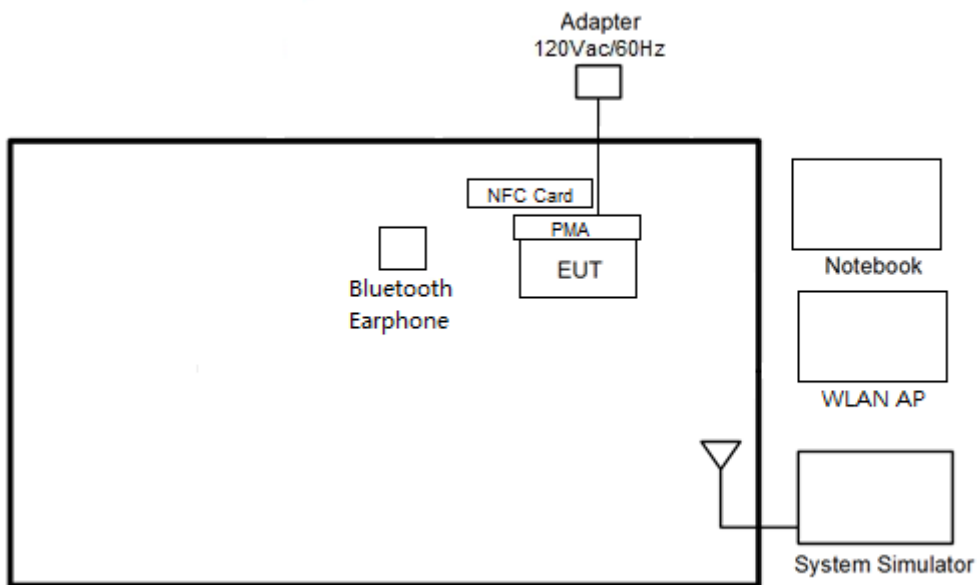 Adapter
120Vac/60Hz
NFC Card
PMA
EUT
Bluetooth
Earphone
Notebook
WLAN AP
System Simulator